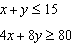 x + y ≤ 15
4x + 8y ≥ 80